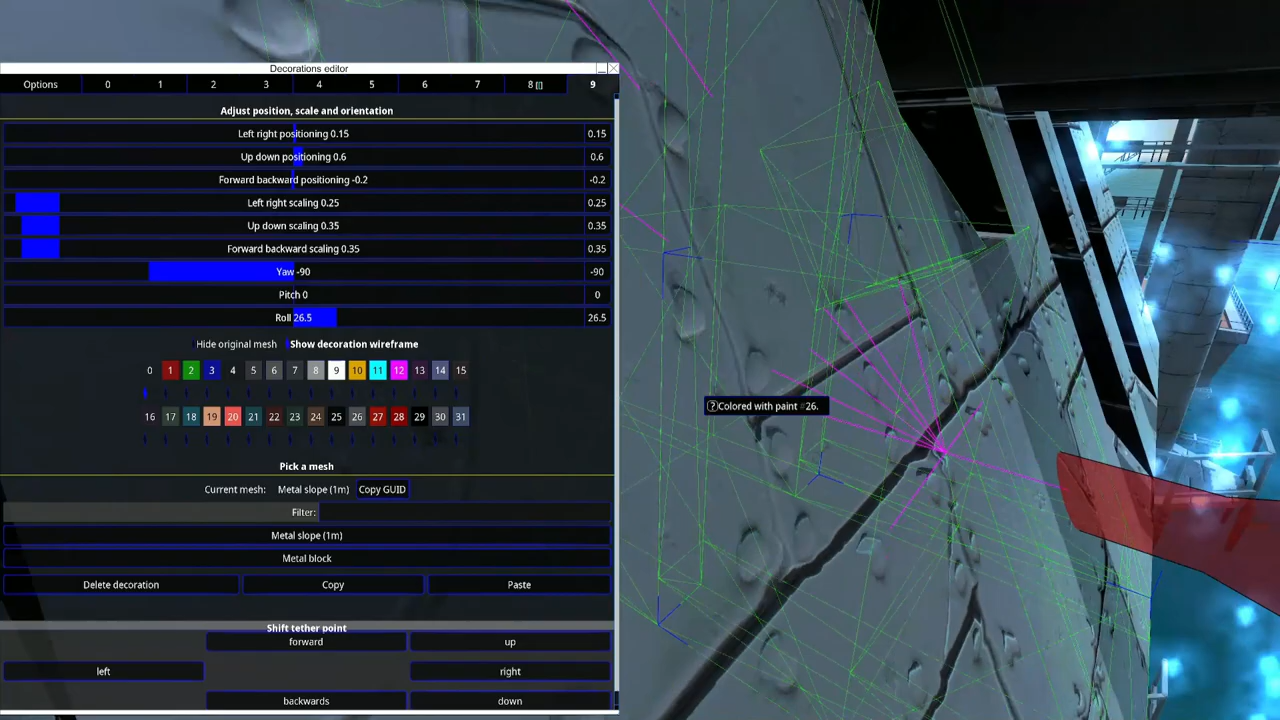 Decorations editor
Options 0 1 2 3 4 5 6 7 8 [[] 9
Adjust position, scale and orientation
Left right positioning 0.15 0.15
Up down positioning 0.6 0.6
Forward backward positioning -0.2 -0.2
Left right scaling 0.25 0.25
Up down scaling 0.35 0.35
Forward backward scaling 0.35 0.35
Yaw -90 -90
Pitch 0 0
Roll 26.5 26.5
Hide original mesh Show decoration wireframe
0 1 2 3 4 5 6 7 8 9 10 11 12 13 14 15
16 17 18 19 20 21 22 23 24 25 26 27 28 29 30 31
Pick a mesh
Current mesh: Metal slope (1m) Copy GUID
Filter:
Metal slope (1m)
Metal block
Delete decoration Copy Paste
Shift tether point
forward up
left right
backwards down
?Colored with paint #26.